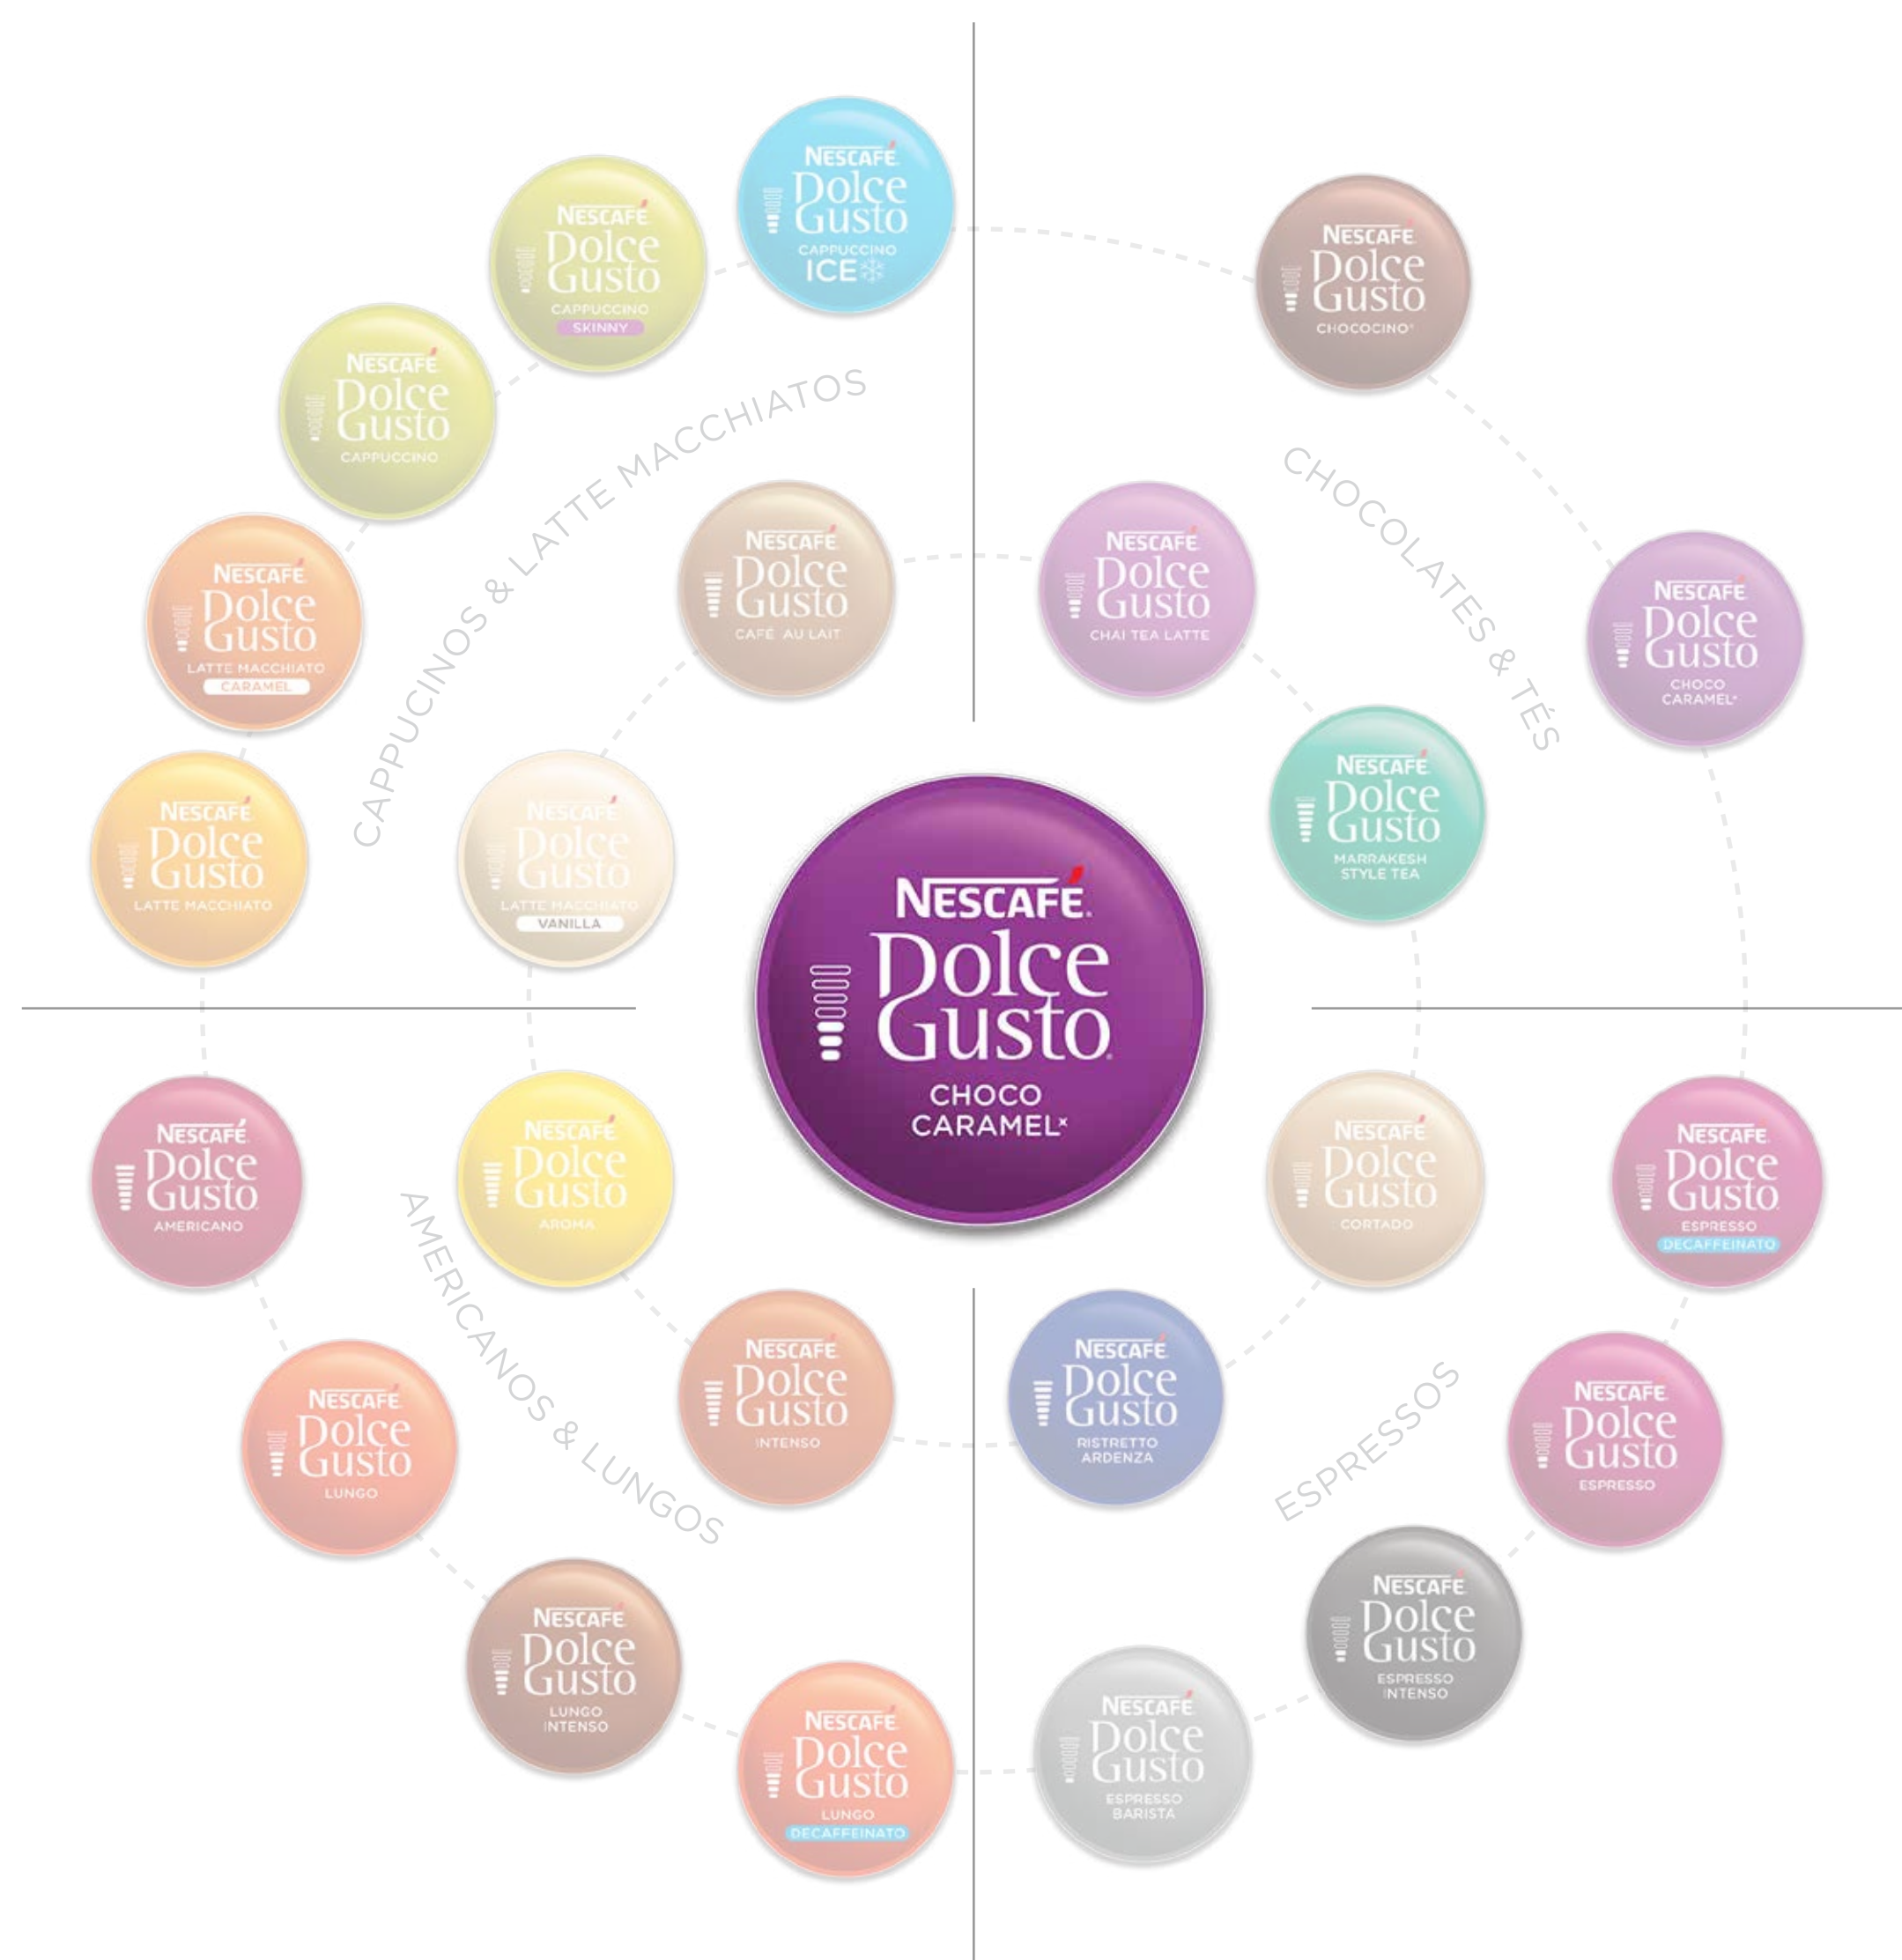 NESCAFÉ
Dolce
Gusto
CAPPUCCINO
ICE
NESCAFÉ
Dolce
Gusto
CAPPUCCINO
SKINNY
NESCAFÉ
Dolce
Gusto
CAPPUCCINO
NESCAFÉ
Dolce
Gusto
LATTE MACCHIATO
CARAMEL
NESCAFÉ
Dolce
Gusto
LATTE MACCHIATO
CAPPUCINOS & LATTE MACCHIATOS
NESCAFÉ
Dolce
Gusto
CAFÉ AU LAIT
NESCAFÉ
Dolce
Gusto
LATTE MACCHIATO
VANILLA
NESCAFÉ
Dolce
Gusto
CHOCOCINO*
NESCAFÉ
Dolce
Gusto
CHOCO
CARAMEL*
CHOCOLATES & TÉS
NESCAFÉ
Dolce
Gusto
CHAI TEA LATTE
NESCAFÉ
Dolce
Gusto
MARRAKESH
STYLE TEA
NESCAFÉ®
Dolce
Gusto®
CHOCO
CARAMEL*
NESCAFÉ
Dolce
Gusto
AMERICANO
NESCAFÉ
Dolce
Gusto
AROMA
AMERICANOS & LUNGOS
NESCAFÉ
Dolce
Gusto
INTENSO
NESCAFÉ
Dolce
Gusto
LUNGO
NESCAFÉ
Dolce
Gusto
LUNGO
INTENSO
NESCAFÉ
Dolce
Gusto
LUNGO
DECAFFEINATO
NESCAFÉ
Dolce
Gusto
CORTADO
NESCAFÉ
Dolce
Gusto
ESPRESSO
DECAFFEINATO
NESCAFÉ
Dolce
Gusto
RISTRETTO
ARDENZA
ESPRESSOS
NESCAFÉ
Dolce
Gusto
ESPRESSO
NESCAFÉ
Dolce
Gusto
ESPRESSO
INTENSO
NESCAFÉ
Dolce
Gusto
ESPRESSO
BARISTA